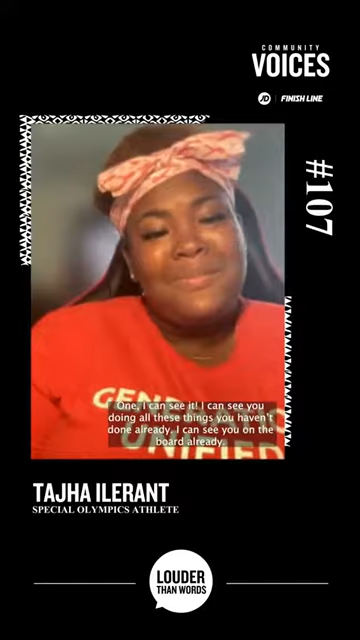 COMMUNITY
VOICES
JD | FINISH LINE
#107
One, I can see it! I can see you
doing all these things you haven't
done already. I can see you on the
board already.
UNIFIED
TAJHA ILERANT
SPECIAL OLYMPICS ATHLETE
LOUDER
THAN WORDS